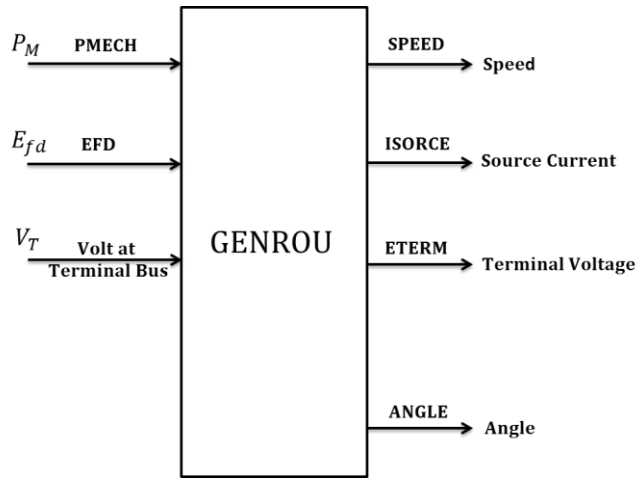 P_M PMECH
E_fd EFD
V_T Volt at
Terminal Bus
GENROU
SPEED Speed
ISORCE Source Current
ETERM Terminal Voltage
ANGLE Angle